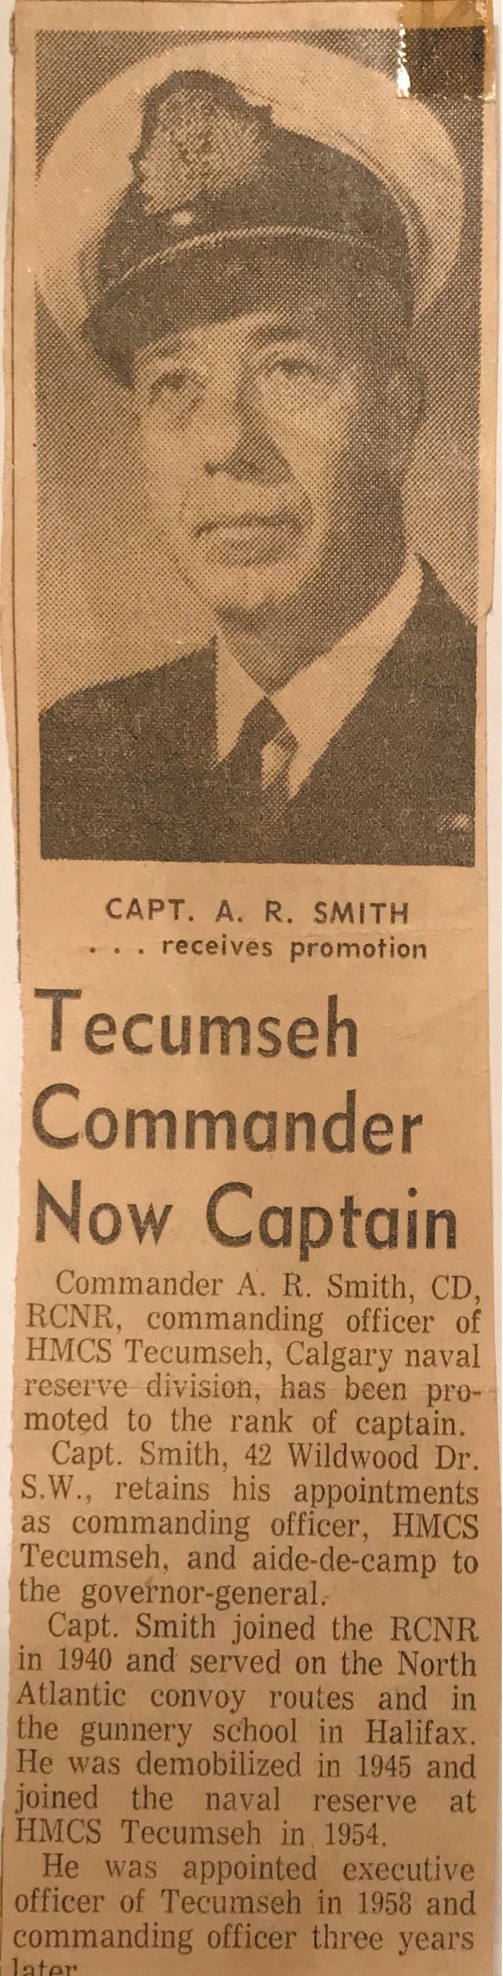 CAPT. A. R. SMITH
. . . receives promotion
Tecumseh
Commander
Now Captain
Commander A. R. Smith, CD,
RCNR, commanding officer of
HMCS Tecumseh, Calgary naval
reserve division, has been pro-
moted to the rank of captain.
Capt. Smith, 42 Wildwood Dr.
S.W., retains his appointments
as commanding officer, HMCS
Tecumseh, and aide-de-camp to
the governor-general.
Capt. Smith joined the RCNR
in 1940 and served on the North
Atlantic convoy routes and in
the gunnery school in Halifax.
He was demobilized in 1945 and
joined the naval reserve at
HMCS Tecumseh in 1954.
He was appointed executive
officer of Tecumseh in 1958 and
commanding officer three years
later